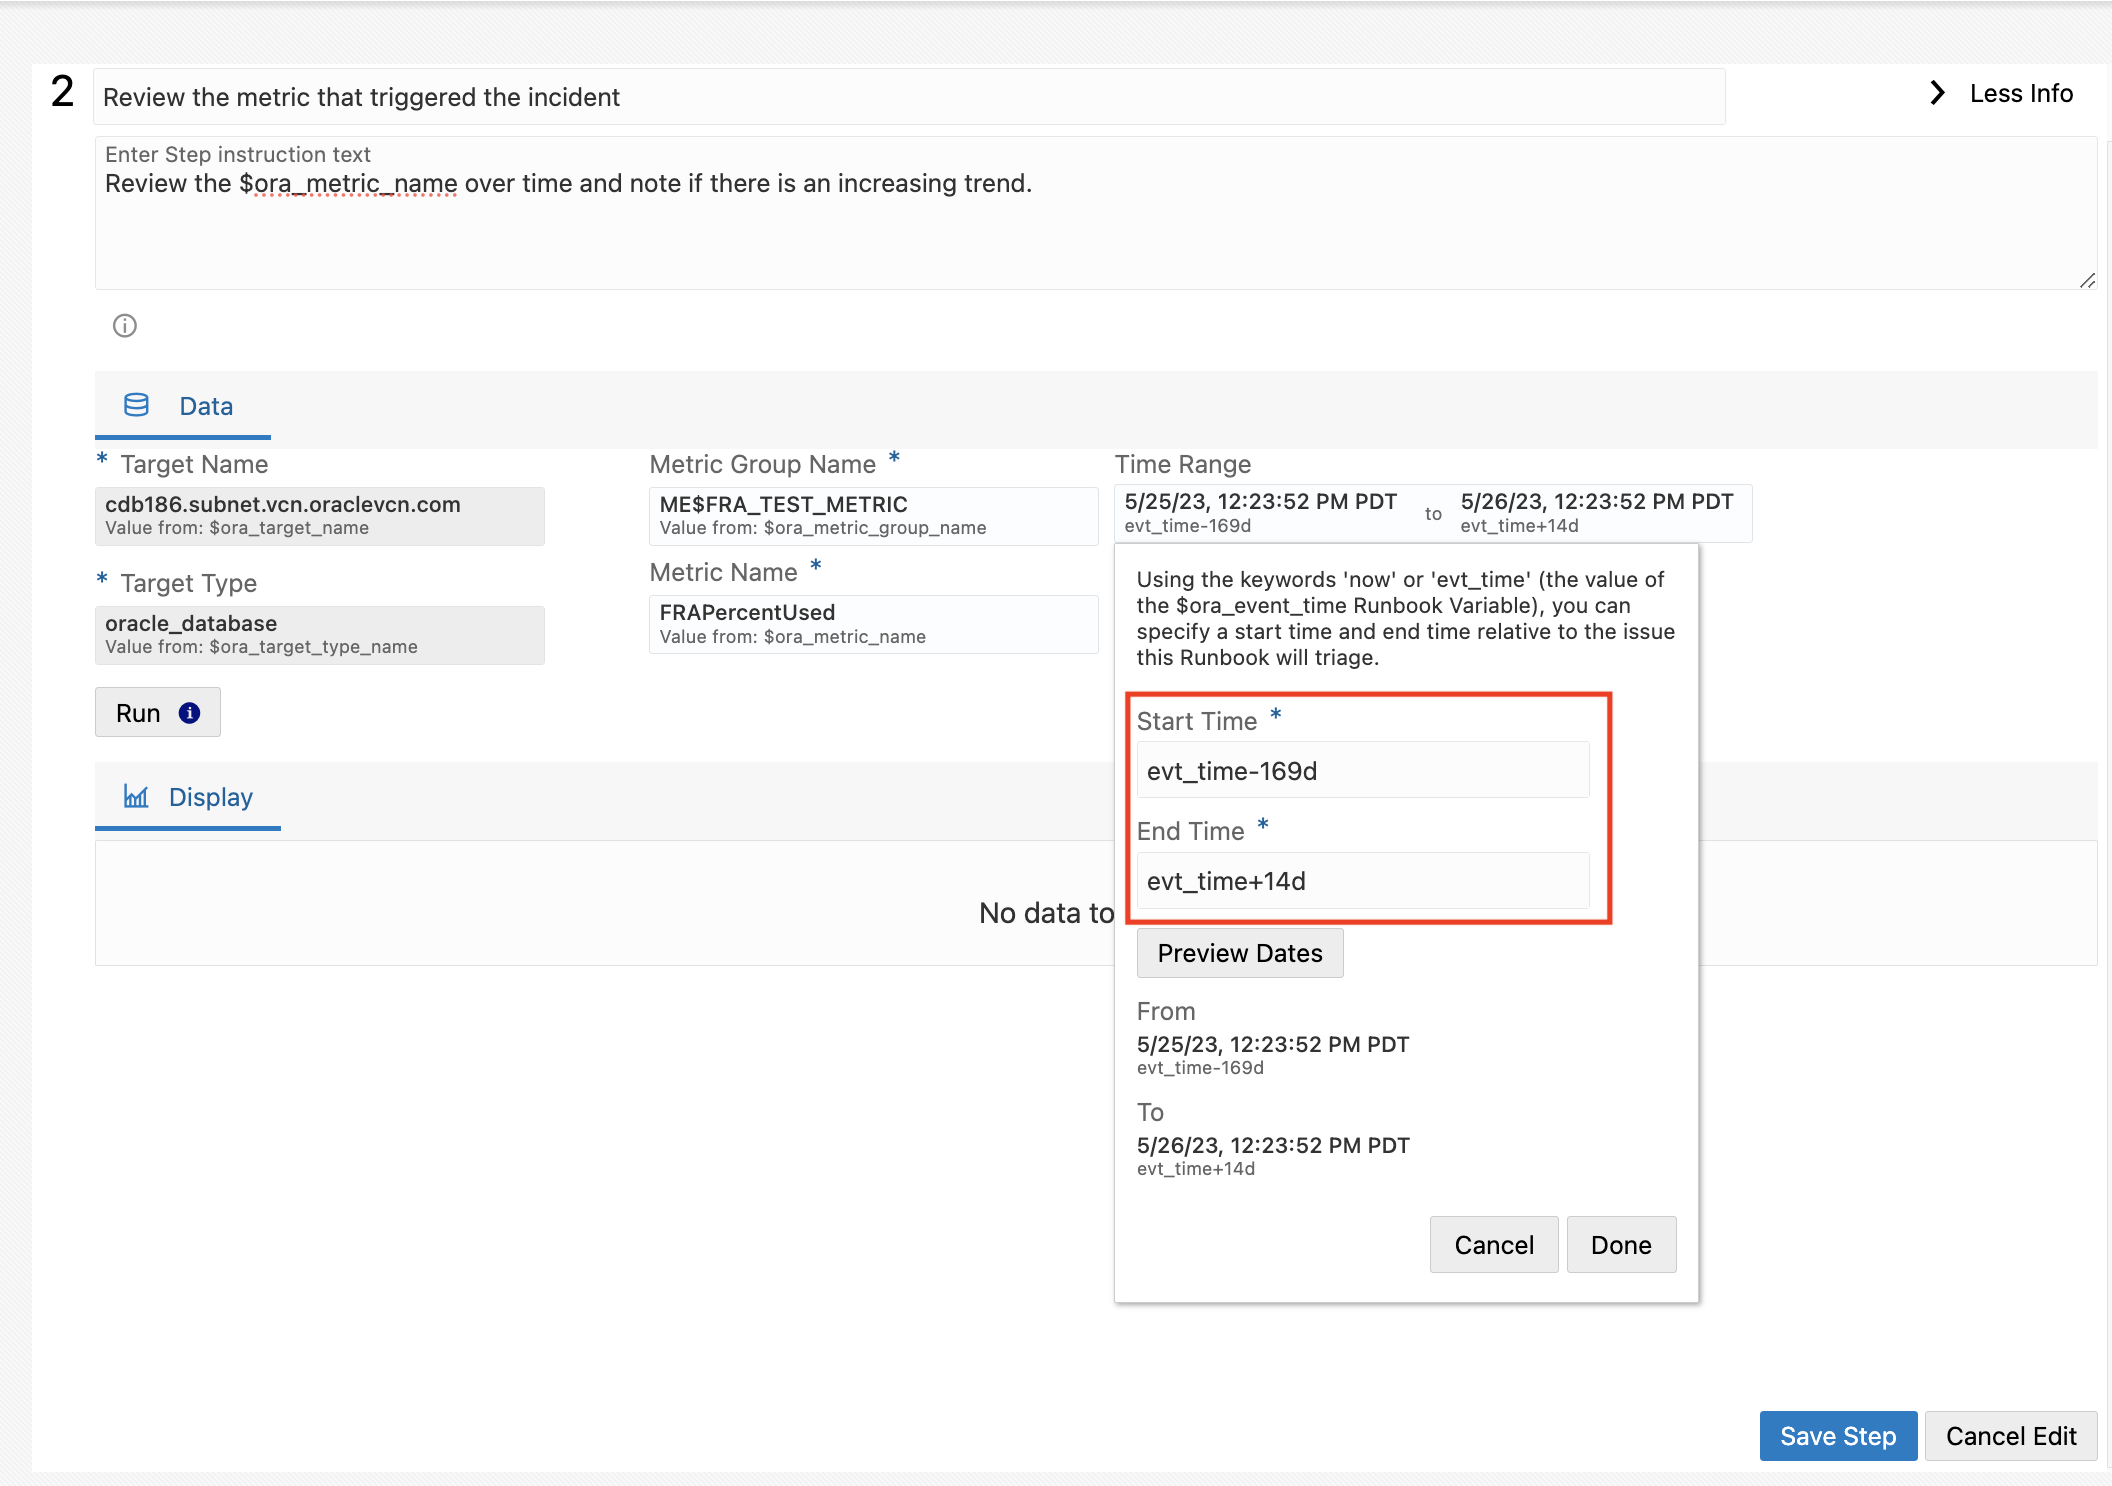 2
Review the metric that triggered the incident
Less Info
Enter Step instruction text
Review the $ora_metric_name over time and note if there is an increasing trend.
Data
* Target Name
cdb186.subnet.vcn.oraclevcn.com
Value from: $ora_target_name
* Target Type
oracle_database
Value from: $ora_target_type_name
Metric Group Name *
ME$FRA_TEST_METRIC
Value from: $ora_metric_group_name
Metric Name *
FRAPercentUsed
Value from: $ora_metric_name
Time Range
5/25/23, 12:23:52 PM PDT
evt_time-169d
to
5/26/23, 12:23:52 PM PDT
evt_time+14d
Using the keywords 'now' or 'evt_time' (the value of
the $ora_event_time Runbook Variable), you can
specify a start time and end time relative to the issue
this Runbook will triage.
Start Time *
evt_time-169d
End Time *
evt_time+14d
Preview Dates
From
5/25/23, 12:23:52 PM PDT
evt_time-169d
To
5/26/23, 12:23:52 PM PDT
evt_time+14d
Cancel
Done
Run
Display
No data to
Save Step
Cancel Edit